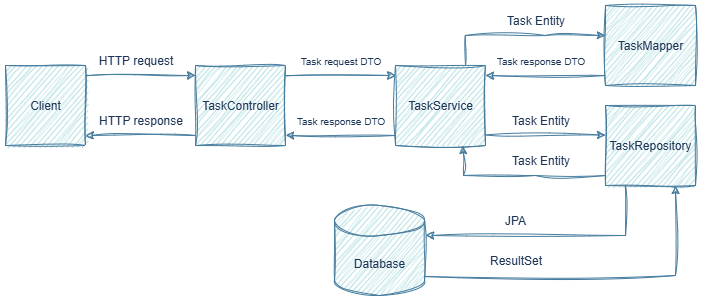 Task Entity
TaskMapper
HTTP request
Task request DTO
Task response DTO
Client
TaskController
TaskService
HTTP response
Task response DTO
Task Entity
TaskRepository
Task Entity
JPA
Database
ResultSet